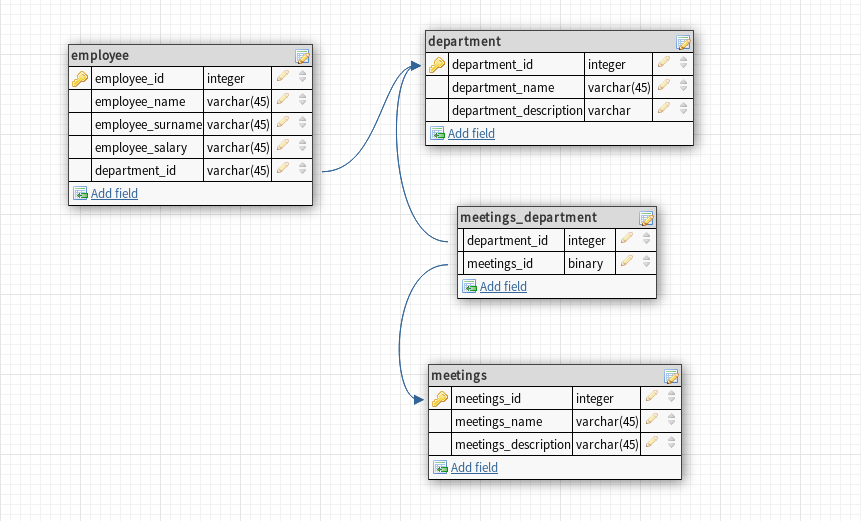 employee
employee_id integer
employee_name varchar(45)
employee_surname varchar(45)
employee_salary varchar(45)
department_id varchar(45)
Add field
department
department_id integer
department_name varchar(45)
department_description varchar
Add field
meetings_department
department_id integer
meetings_id binary
Add field
meetings
meetings_id integer
meetings_name varchar(45)
meetings_description varchar(45)
Add field